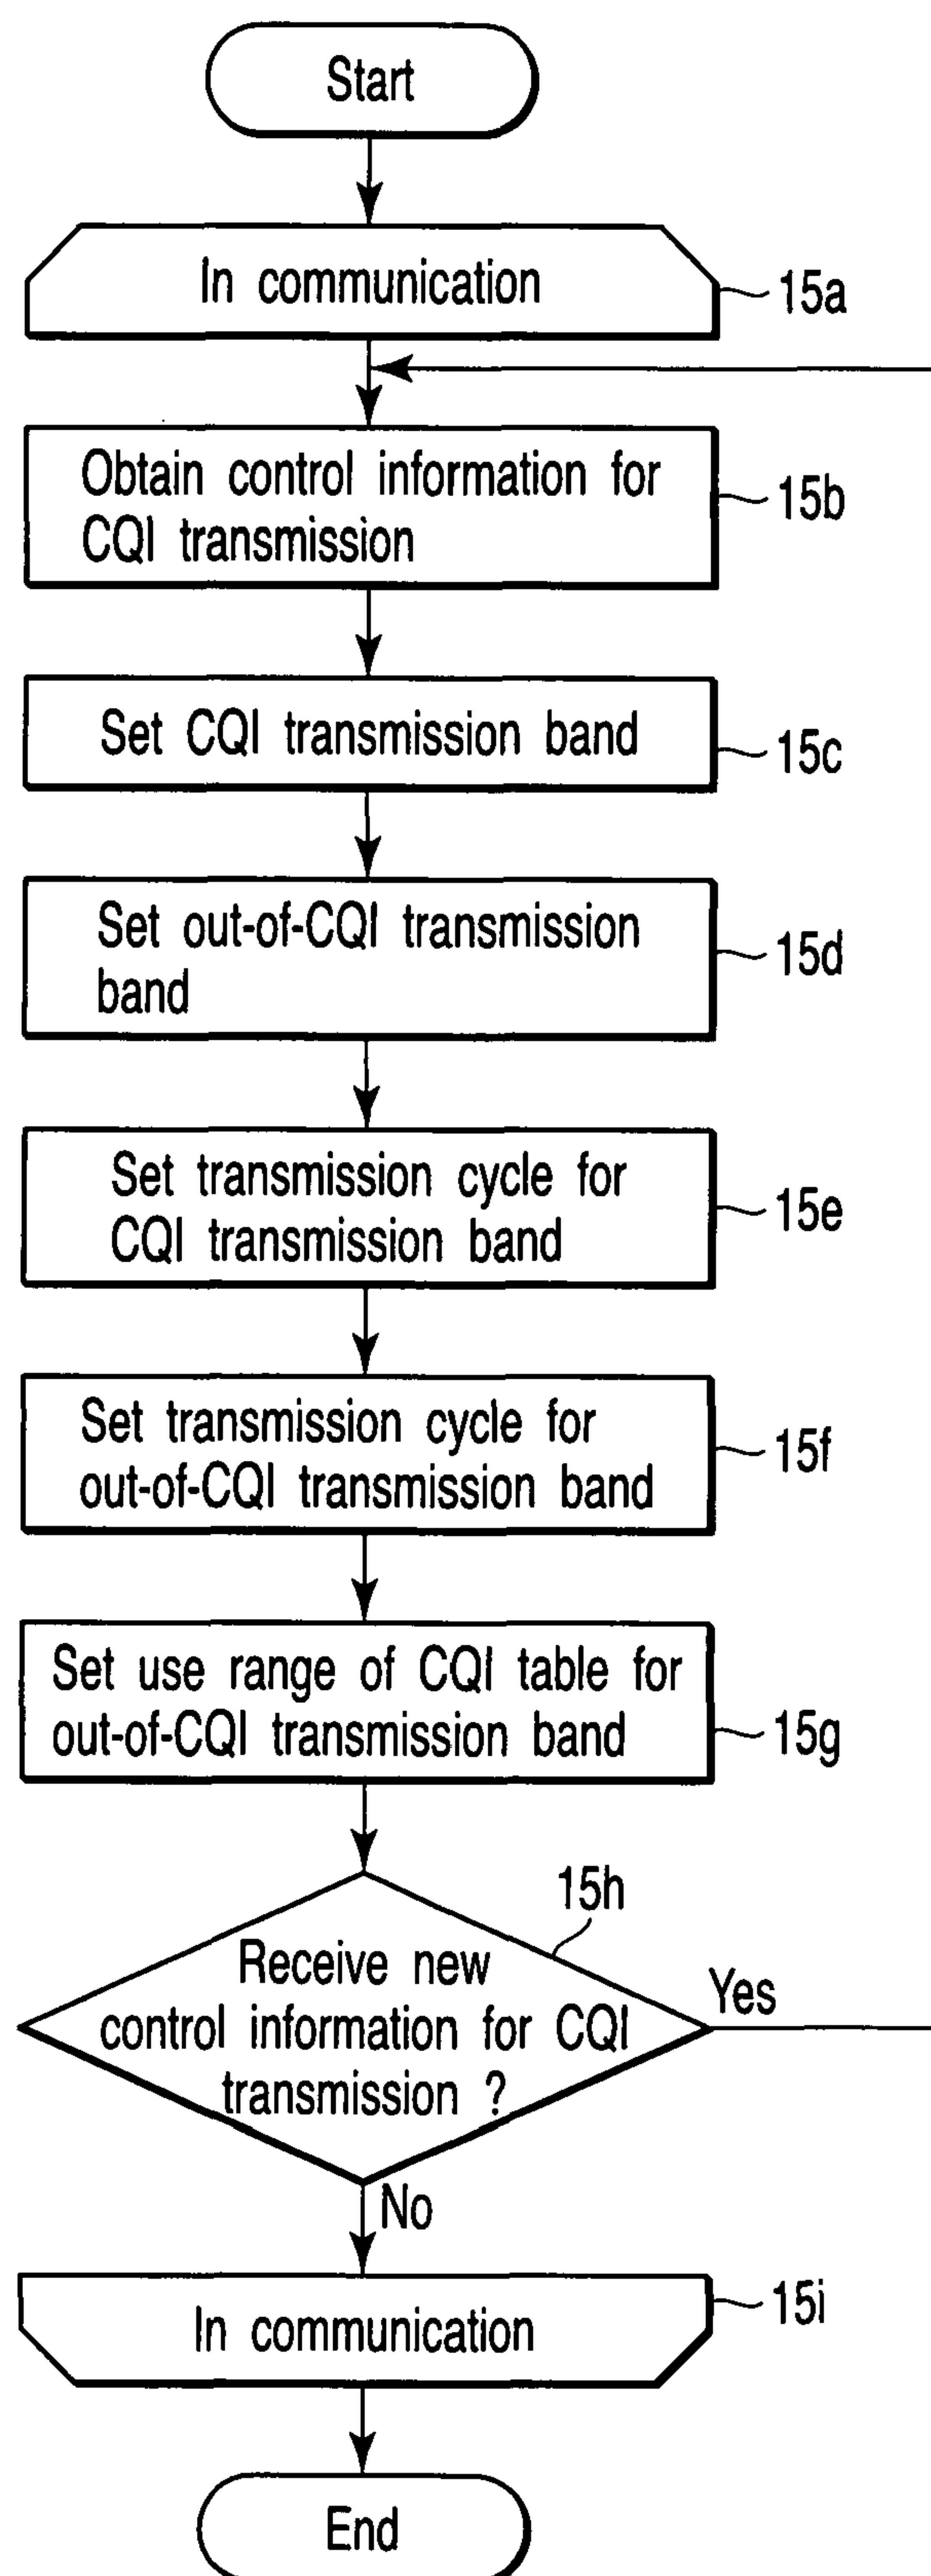 Start
In communication
15a
Obtain control information for
CQI transmission
15b
Set CQI transmission band
15c
Set out-of-CQI transmission
band
15d
Set transmission cycle for
CQI transmission band
15e
Set transmission cycle for
out-of-CQI transmission band
15f
Set use range of CQI table for
out-of-CQI transmission band
15g
15h
Receive new
control information for CQI
transmission ?
Yes
No
In communication
15i
End